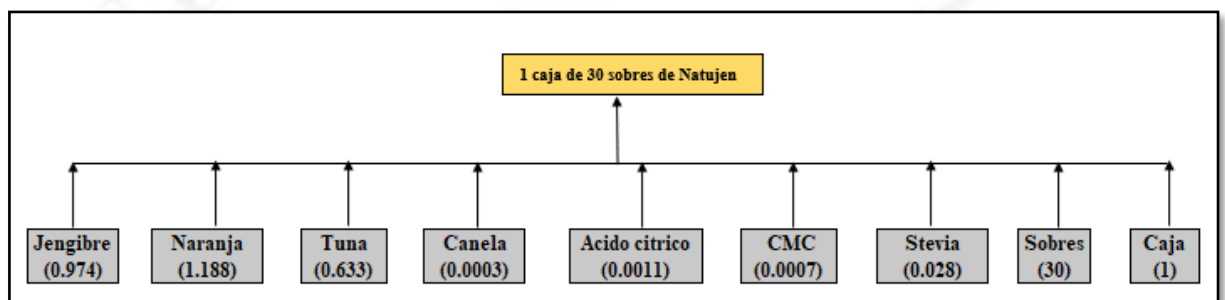 1 caja de 30 sobres de Natujen
Jengibre
(0.974)
Naranja
(1.188)
Tuna
(0.633)
Canela
(0.0003)
Acido citrico
(0.0011)
CMC
(0.0007)
Stevia
(0.028)
Sobres
(30)
Caja
(1)